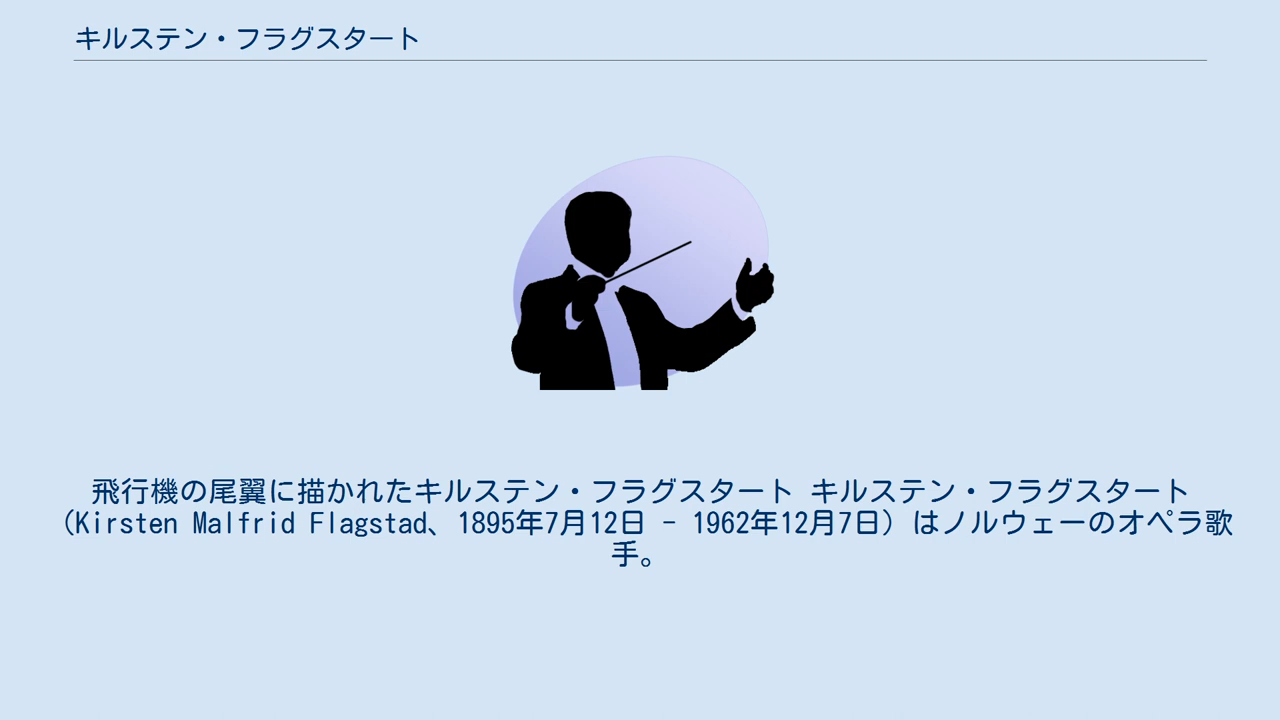 キルステン・フラグスタート
飛行機の尾翼に描かれたキルステン・フラグスタート キルステン・フラグスタート
(Kirsten Malfrid Flagstad、1895年7月12日 - 1962年12月7日) はノルウェーのオペラ歌
手。